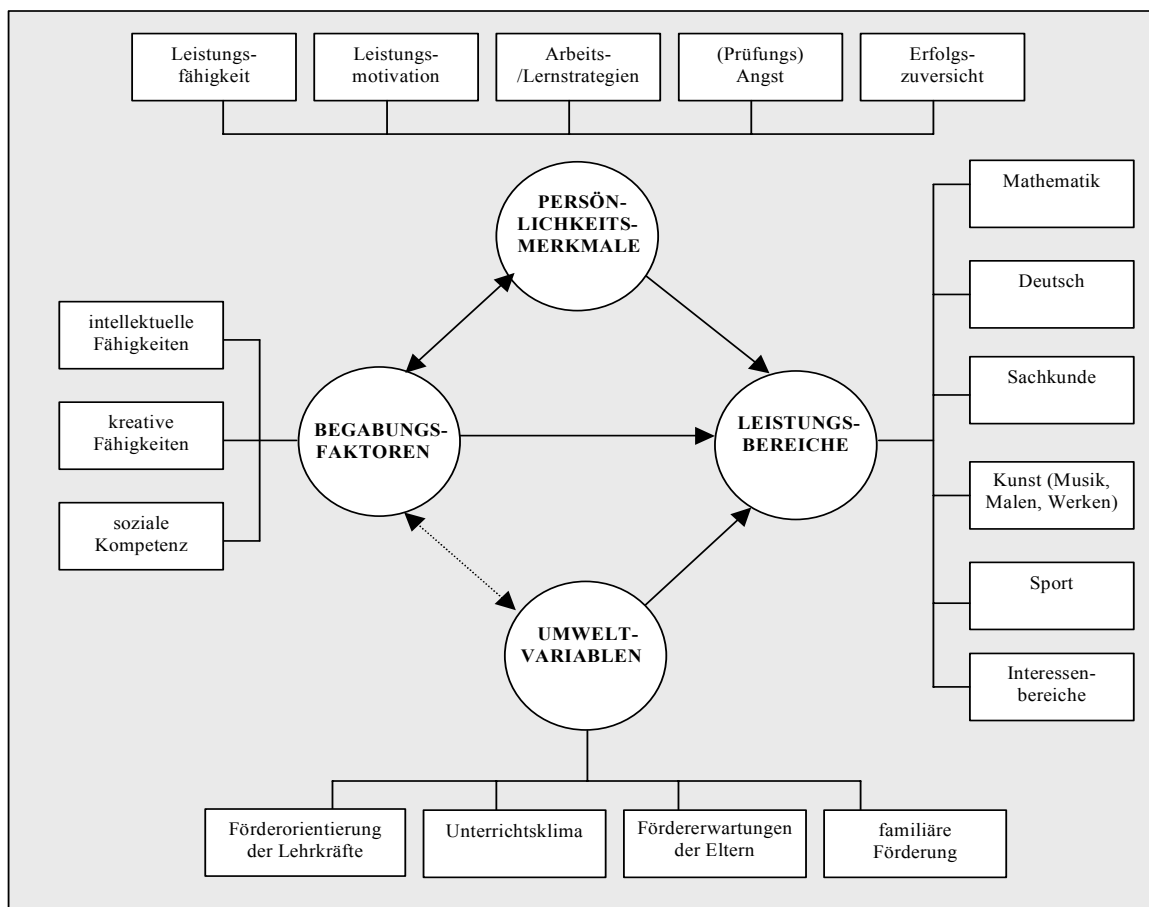 Leistungs-
fähigkeit
Leistungs-
motivation
Arbeits-
/Lernstrategien
(Prüfungs)
Angst
Erfolgs-
zuversicht
PERSÖN-
LICHKEITS-
MERKMALE
Mathematik
Deutsch
Sachkunde
Kunst (Musik,
Malen, Werken)
Sport
Interessen-
bereiche
intellektuelle
Fähigkeiten
kreative
Fähigkeiten
soziale
Kompetenz
BEGABUNGS-
FAKTOREN
LEISTUNGS-
BEREICHE
UMWELT-
VARIABLEN
Förderorientierung
der Lehrkräfte
Unterrichtsklima
Fördererwartungen
der Eltern
familiäre
Förderung